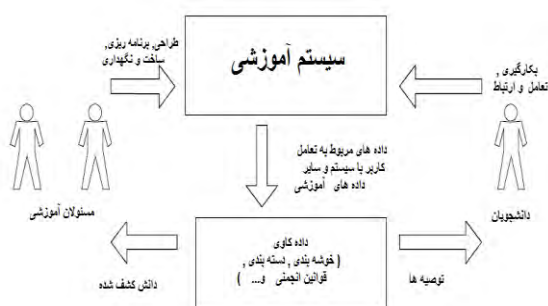 طراحی, برنامه ریزی,
ساخت و نگهداری
سیستم آموزشی
بکارگیری ,
تعامل و ارتباط
داده های مربوط به تعامل
کاربر با سیستم و سایر
داده های آموزشی
مسئولان آموزشی
دانشجویان
داده کاوی
( خوشه بندی , دسته بندی ,
قوانین انجمنی و... )
دانش کشف شده
توصیه ها